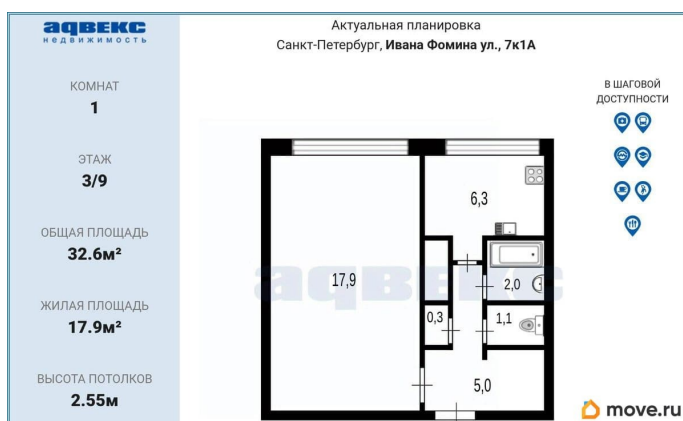 адвекс
недвижимость
КОМНАТ
1
ЭТАЖ
3/9
ОБЩАЯ ПЛОЩАДЬ
32.6м²
ЖИЛАЯ ПЛОЩАДЬ
17.9м²
ВЫСОТА ПОТОЛКОВ
2.55м
Актуальная планировка
Санкт-Петербург, Ивана Фомина ул., 7к1А
В ШАГОВОЙ
ДОСТУПНОСТИ
6,3
17,9
адвекс
2,0
0,3
1,1
5,0
move.ru